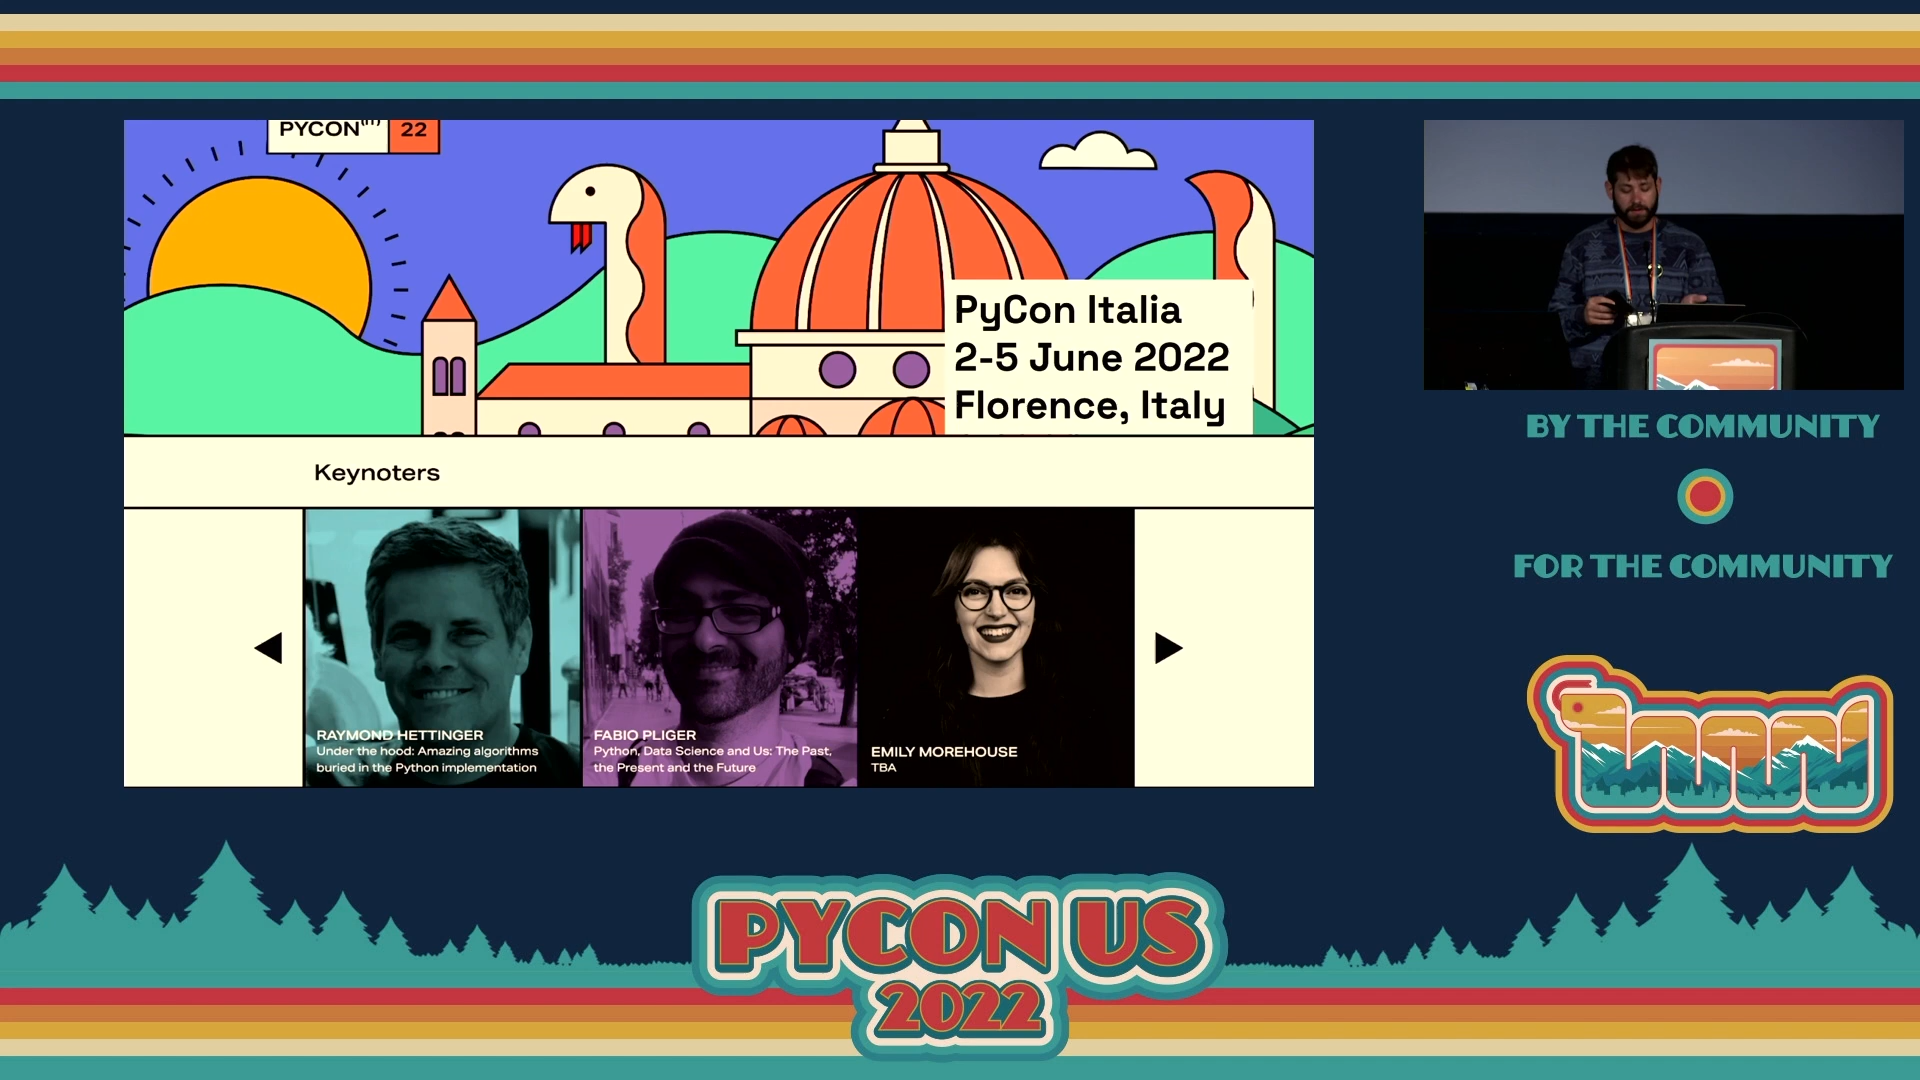 PYCON(IT) 22
PyCon Italia
2-5 June 2022
Florence, Italy
Keynoters
RAYMOND HETTINGER
Under the hood: Amazing algorithms
buried in the Python implementation
FABIO PLIGER
Python, Data Science and Us: The Past,
the Present and the Future
EMILY MOREHOUSE
TBA
BY THE COMMUNITY
FOR THE COMMUNITY
PYCON US
2022